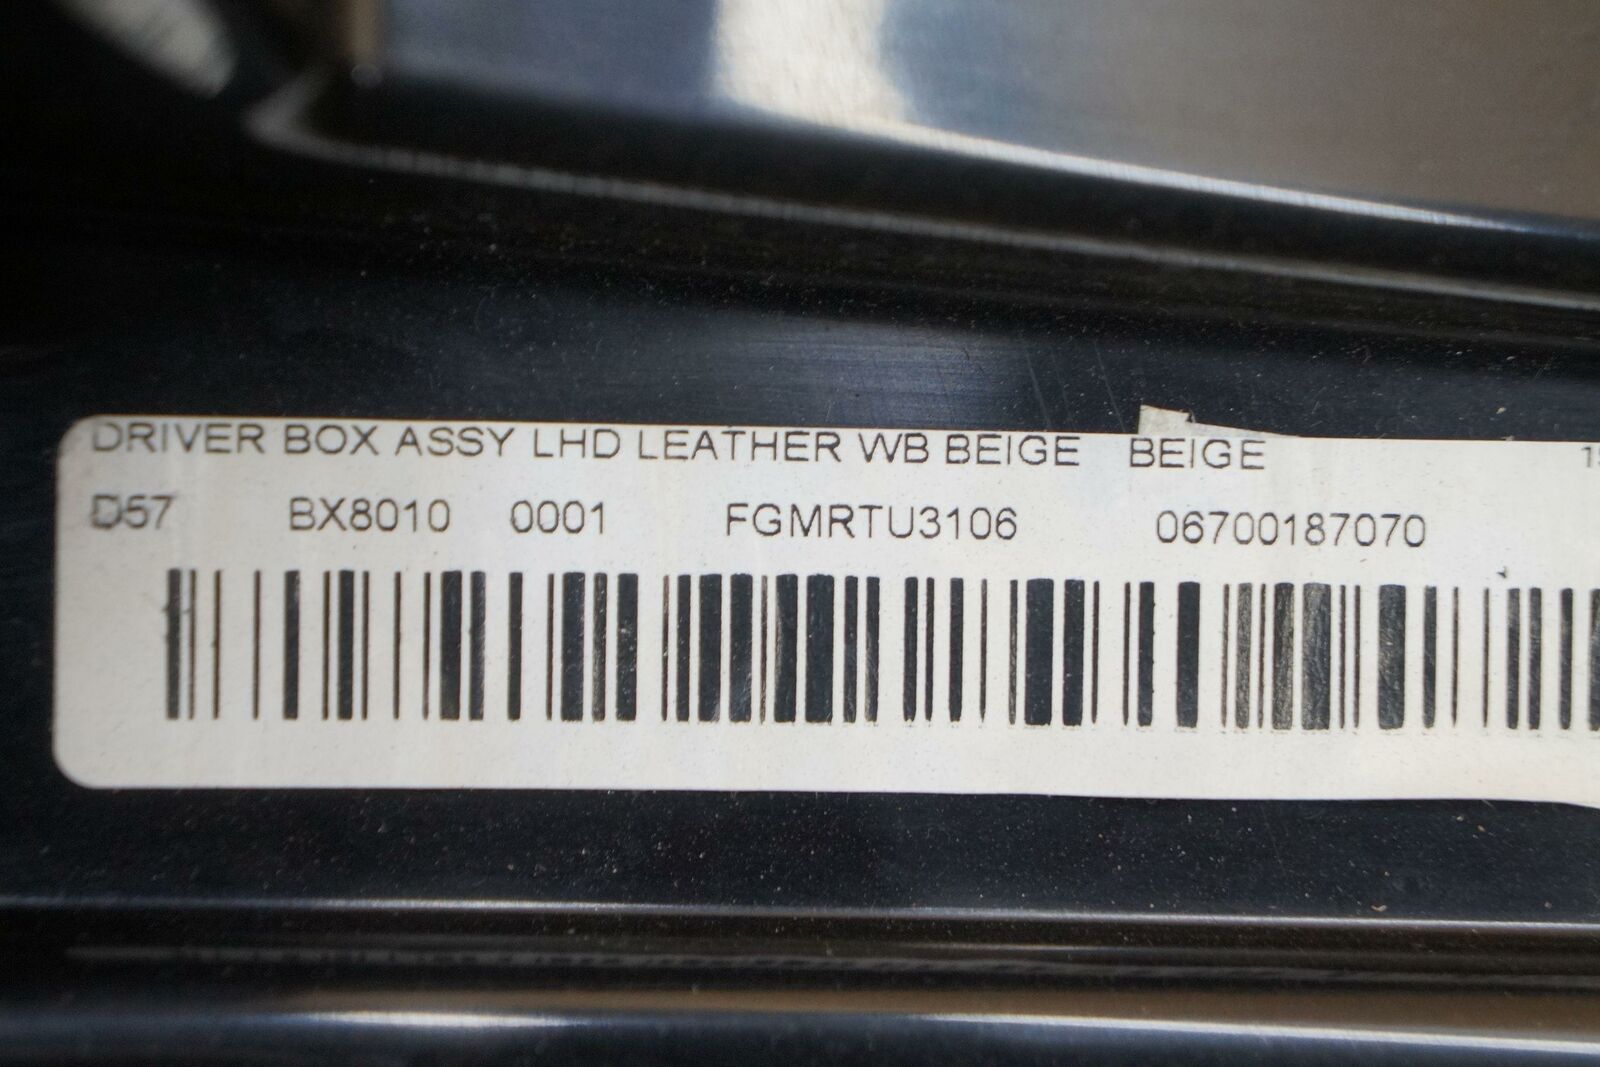 DRIVER BOX ASSY LHD LEATHER WB BEIGE BEIGE
D57 BX8010 0001 FGMRTU3106 06700187070